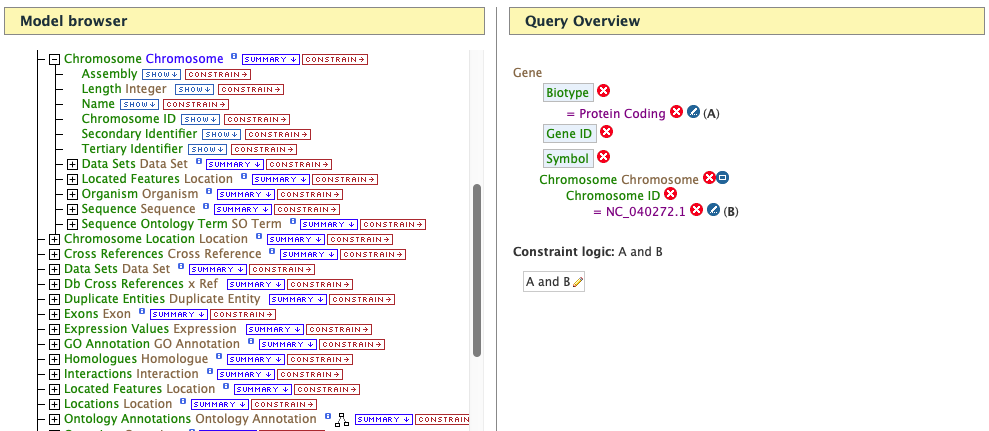 Model browser
Chromosome Chromosome SUMMARY CONSTRAIN
Assembly SHOW CONSTRAIN
Length Integer SHOW CONSTRAIN
Name SHOW CONSTRAIN
Chromosome ID SHOW CONSTRAIN
Secondary Identifier SHOW CONSTRAIN
Tertiary Identifier SHOW CONSTRAIN
Data Sets Data Set SUMMARY CONSTRAIN
Located Features Location SUMMARY CONSTRAIN
Organism Organism SUMMARY CONSTRAIN
Sequence Sequence SUMMARY CONSTRAIN
Sequence Ontology Term SO Term SUMMARY CONSTRAIN
Chromosome Location Location SUMMARY CONSTRAIN
Cross References Cross Reference SUMMARY CONSTRAIN
Data Sets Data Set SUMMARY CONSTRAIN
Db Cross References x Ref SUMMARY CONSTRAIN
Duplicate Entities Duplicate Entity SUMMARY CONSTRAIN
Exons Exon SUMMARY CONSTRAIN
Expression Values Expression SUMMARY CONSTRAIN
GO Annotation GO Annotation SUMMARY CONSTRAIN
Homologues Homologue SUMMARY CONSTRAIN
Interactions Interaction SUMMARY CONSTRAIN
Located Features Location SUMMARY CONSTRAIN
Locations Location SUMMARY CONSTRAIN
Ontology Annotations Ontology Annotation SUMMARY CONSTRAIN
Query Overview
Gene
Biotype
= Protein Coding (A)
Gene ID
Symbol
Chromosome Chromosome
Chromosome ID
= NC_040272.1 (B)
Constraint logic: A and B
A and B